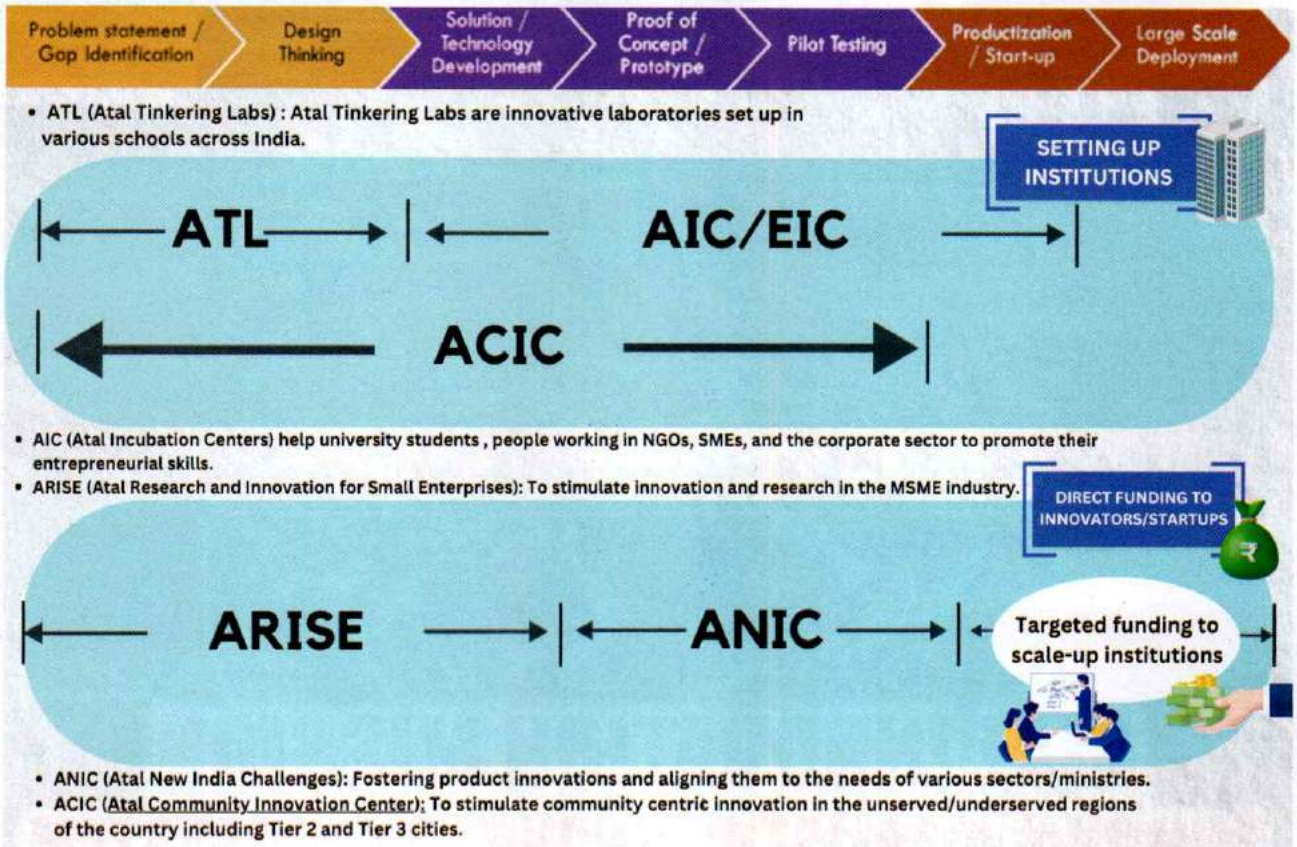 Problem statement /
Gap Identification
Design
Thinking
Solution /
Technology
Development
Proof of
Concept /
Prototype
Pilot Testing
Productization
/ Start-up
Large Scale
Deployment
• ATL (Atal Tinkering Labs) : Atal Tinkering Labs are innovative laboratories set up in
various schools across India.
SETTING UP
INSTITUTIONS
ATL
AIC/EIC
ACIC
• AIC (Atal Incubation Centers) help university students , people working in NGOs, SMEs, and the corporate sector to promote their
entrepreneurial skills.
• ARISE (Atal Research and Innovation for Small Enterprises): To stimulate innovation and research in the MSME industry.
DIRECT FUNDING TO
INNOVATORS/STARTUPS
₹
ARISE
ANIC
Targeted funding to
scale-up institutions
• ANIC (Atal New India Challenges): Fostering product innovations and aligning them to the needs of various sectors/ministries.
• ACIC (Atal Community Innovation Center): To stimulate community centric innovation in the unserved/underserved regions
of the country including Tier 2 and Tier 3 cities.